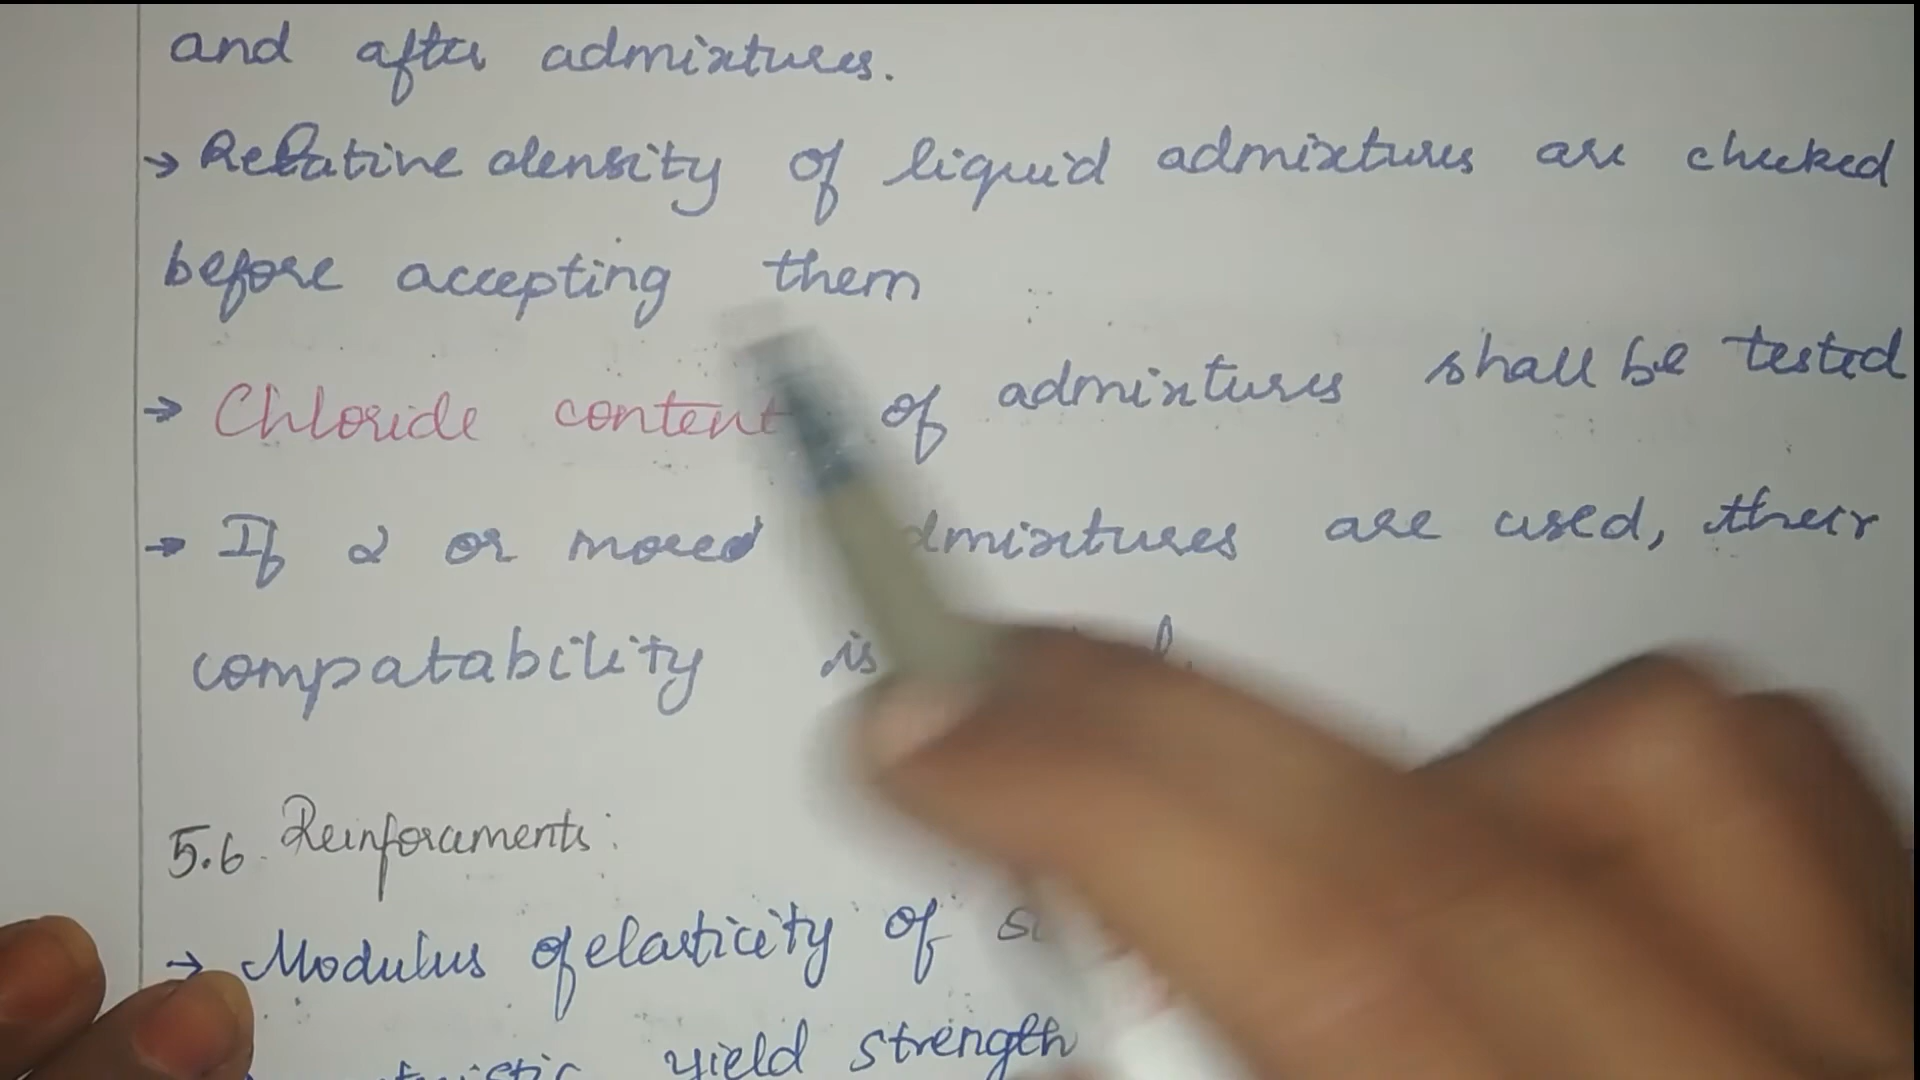 and after admixtures.
→ Relative density of liquid admixtures are checked
before accepting them
→ Chloride content of admixtures shall be tested
→ If 2 or more admixtures are used, their
compatability is
5.6 Reinforcements:
→ Modulus of elasticity of
yield strength